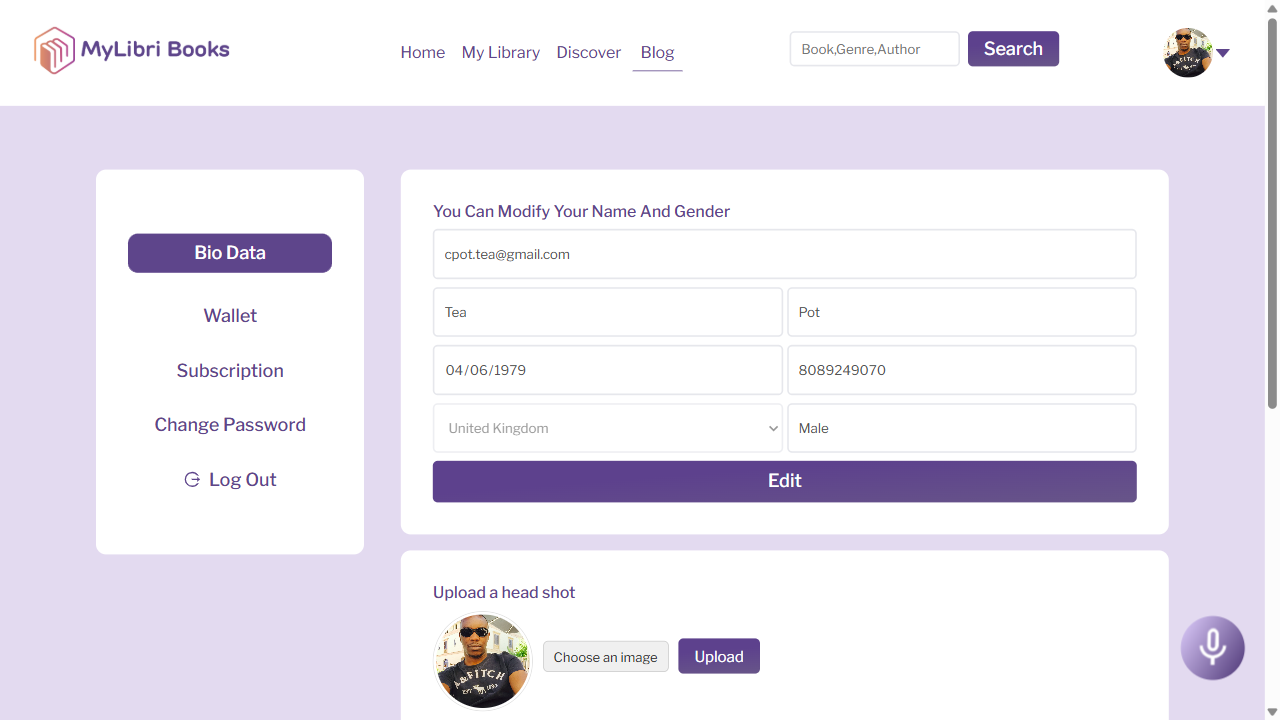 MyLibri Books
Home
My Library
Discover
Blog
Book,Genre,Author
Search
Bio Data
Wallet
Subscription
Change Password
Log Out
You Can Modify Your Name And Gender
cpot.tea@gmail.com
Tea
Pot
04/06/1979
8089249070
United Kingdom
Male
Edit
Upload a head shot
A&FITCH
Choose an image
Upload